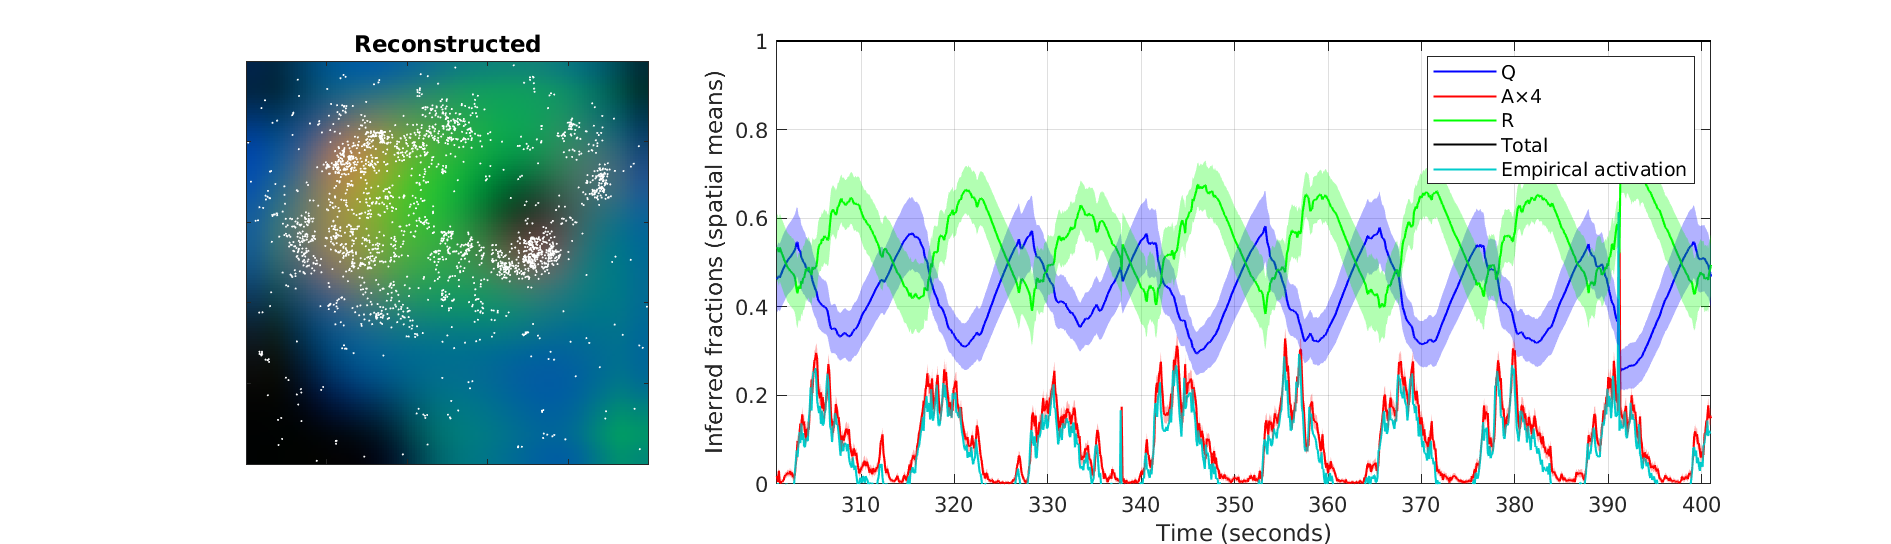 Reconstructed
Inferred fractions (spatial means)
1
0.8
0.6
0.4
0.2
0
Q
A×4
R
Total
Empirical activation
310 320 330 340 350 360 370 380 390 400
Time (seconds)